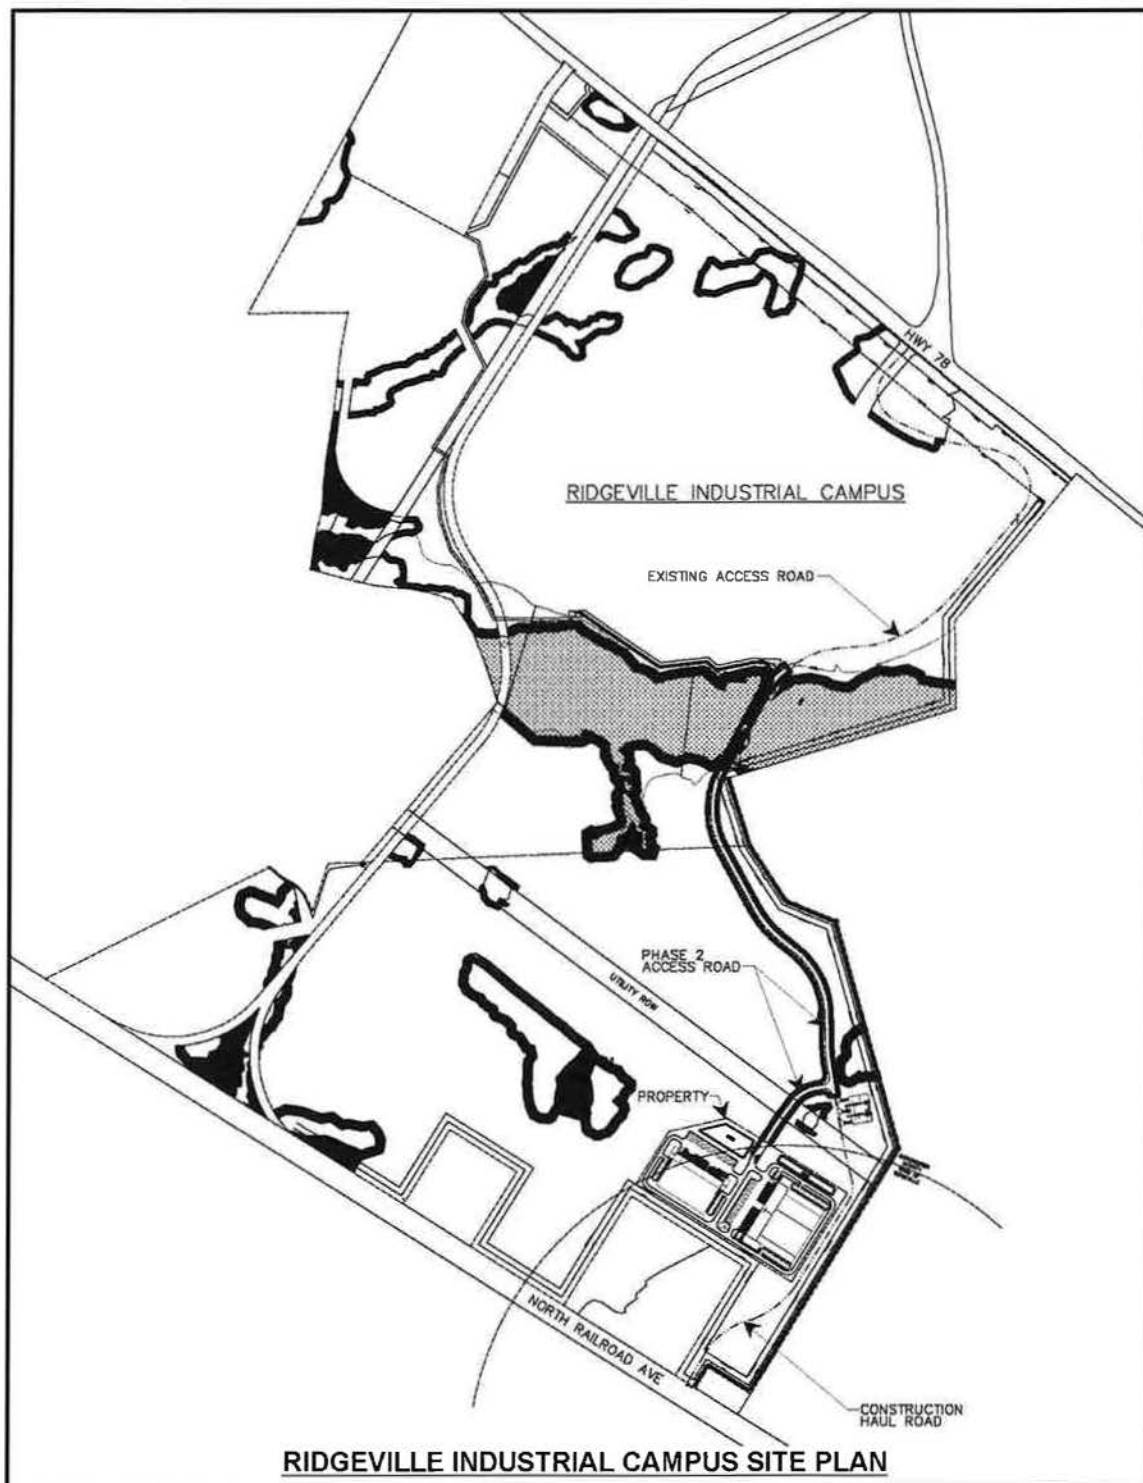 HWY 78
RIDGEVILLE INDUSTRIAL CAMPUS
EXISTING ACCESS ROAD
PHASE 2
ACCESS ROAD
UTILITY ROW
PROPERTY
NORTH RAILROAD AVE
CONSTRUCTION
HAUL ROAD
RIDGEVILLE INDUSTRIAL CAMPUS SITE PLAN